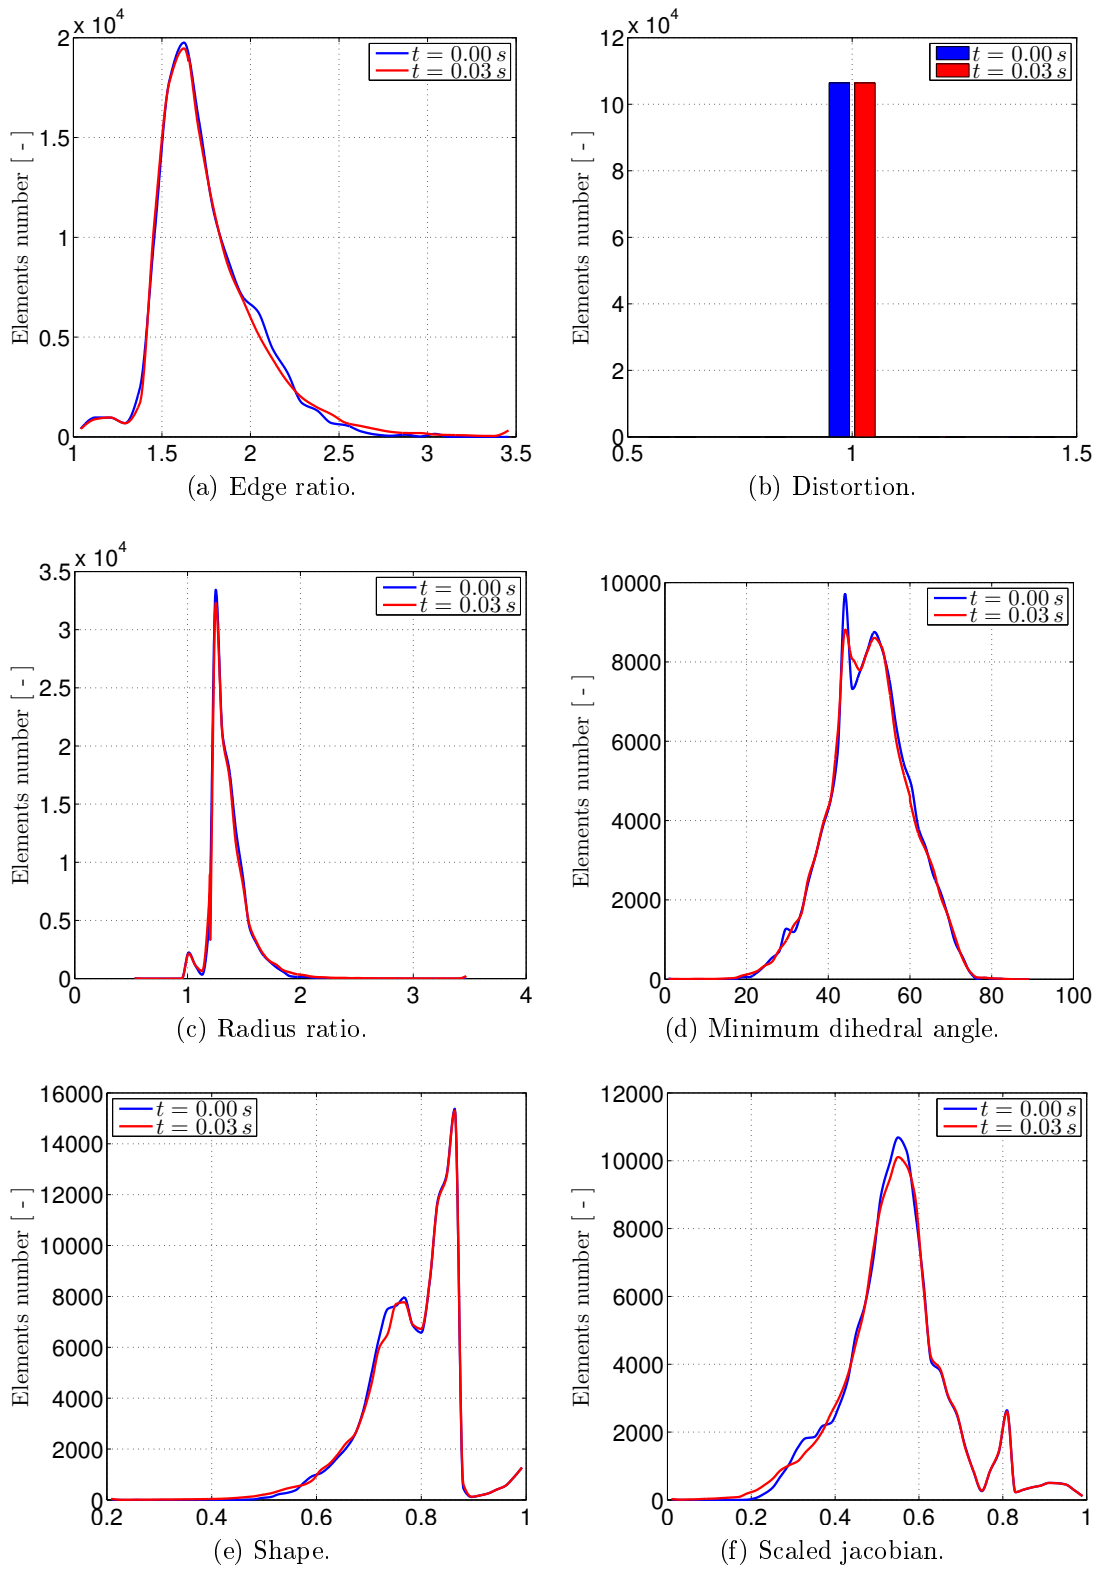 x 10^4
2
1.5
1
0.5
0
Elements number [ - ]
t = 0.00 s
t = 0.03 s
1
1.5
2
2.5
3
3.5
(a) Edge ratio.
x 10^4
12
10
8
6
4
2
0
Elements number [ - ]
t = 0.00 s
t = 0.03 s
0.5
1
1.5
(b) Distortion.
x 10^4
3.5
3
2.5
2
1.5
1
0.5
0
Elements number [ - ]
t = 0.00 s
t = 0.03 s
0
1
2
3
4
(c) Radius ratio.
10000
8000
6000
4000
2000
0
Elements number [ - ]
t = 0.00 s
t = 0.03 s
0
20
40
60
80
100
(d) Minimum dihedral angle.
16000
14000
12000
10000
8000
6000
4000
2000
0
Elements number [ - ]
t = 0.00 s
t = 0.03 s
0.2
0.4
0.6
0.8
1
(e) Shape.
12000
10000
8000
6000
4000
2000
0
Elements number [ - ]
t = 0.00 s
t = 0.03 s
0
0.2
0.4
0.6
0.8
1
(f) Scaled jacobian.